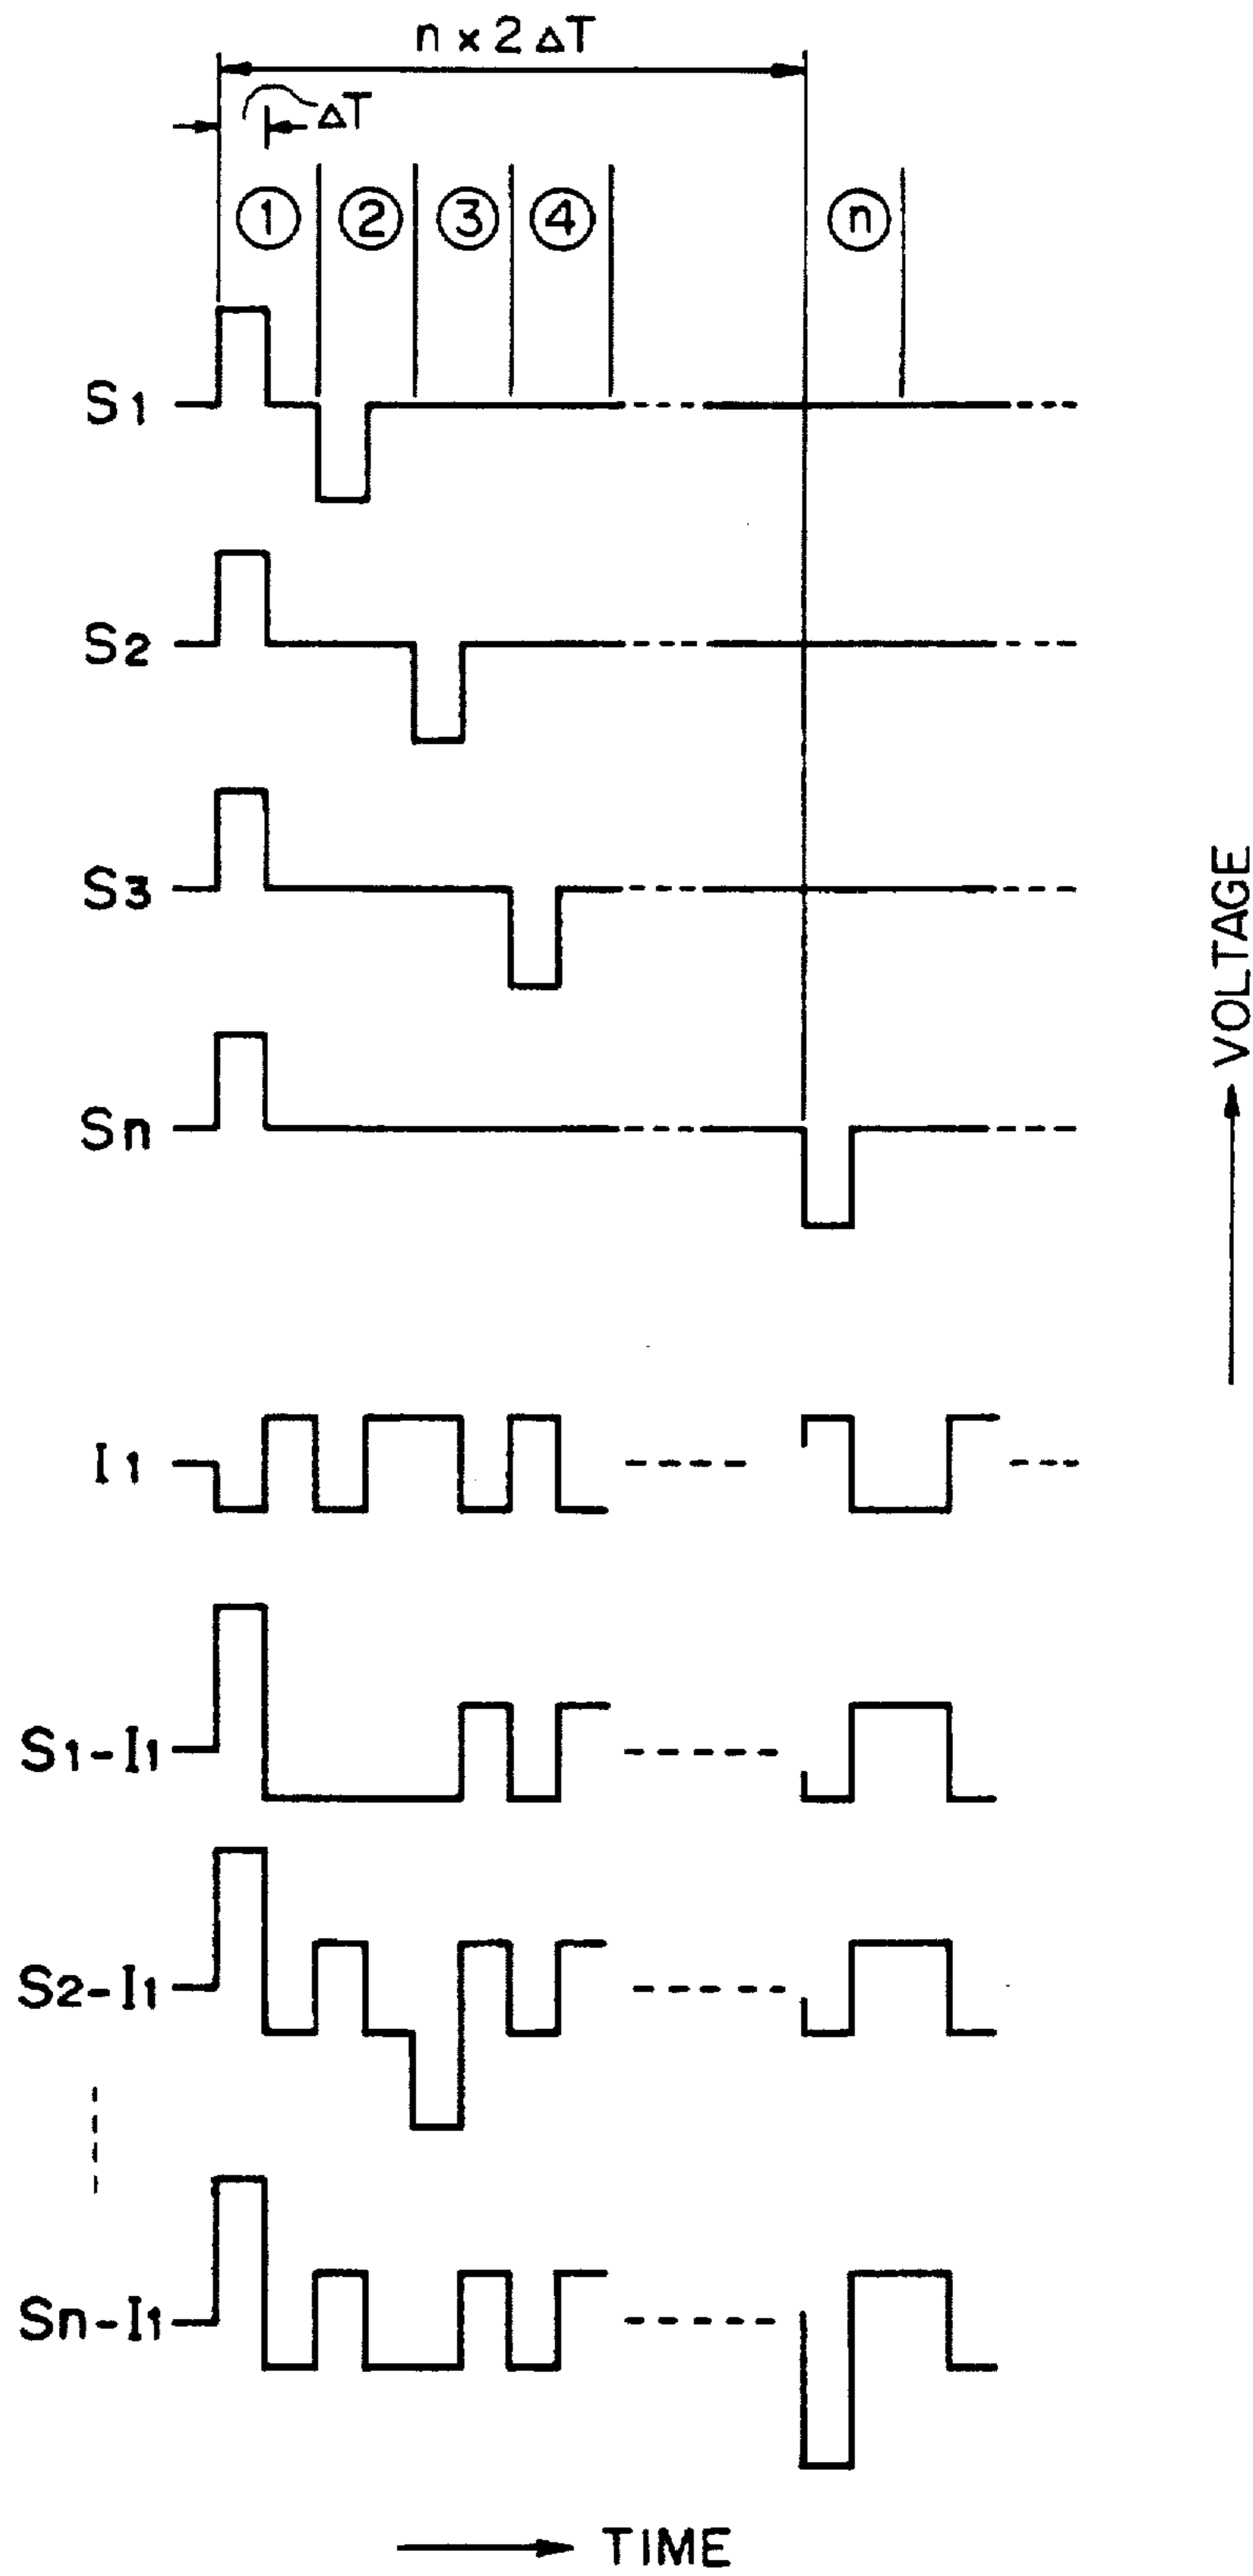 n × 2 ΔT
ΔT
① ② ③ ④ ⓝ
S1
S2
S3
Sn
VOLTAGE
I1
S1-I1
S2-I1
Sn-I1
TIME